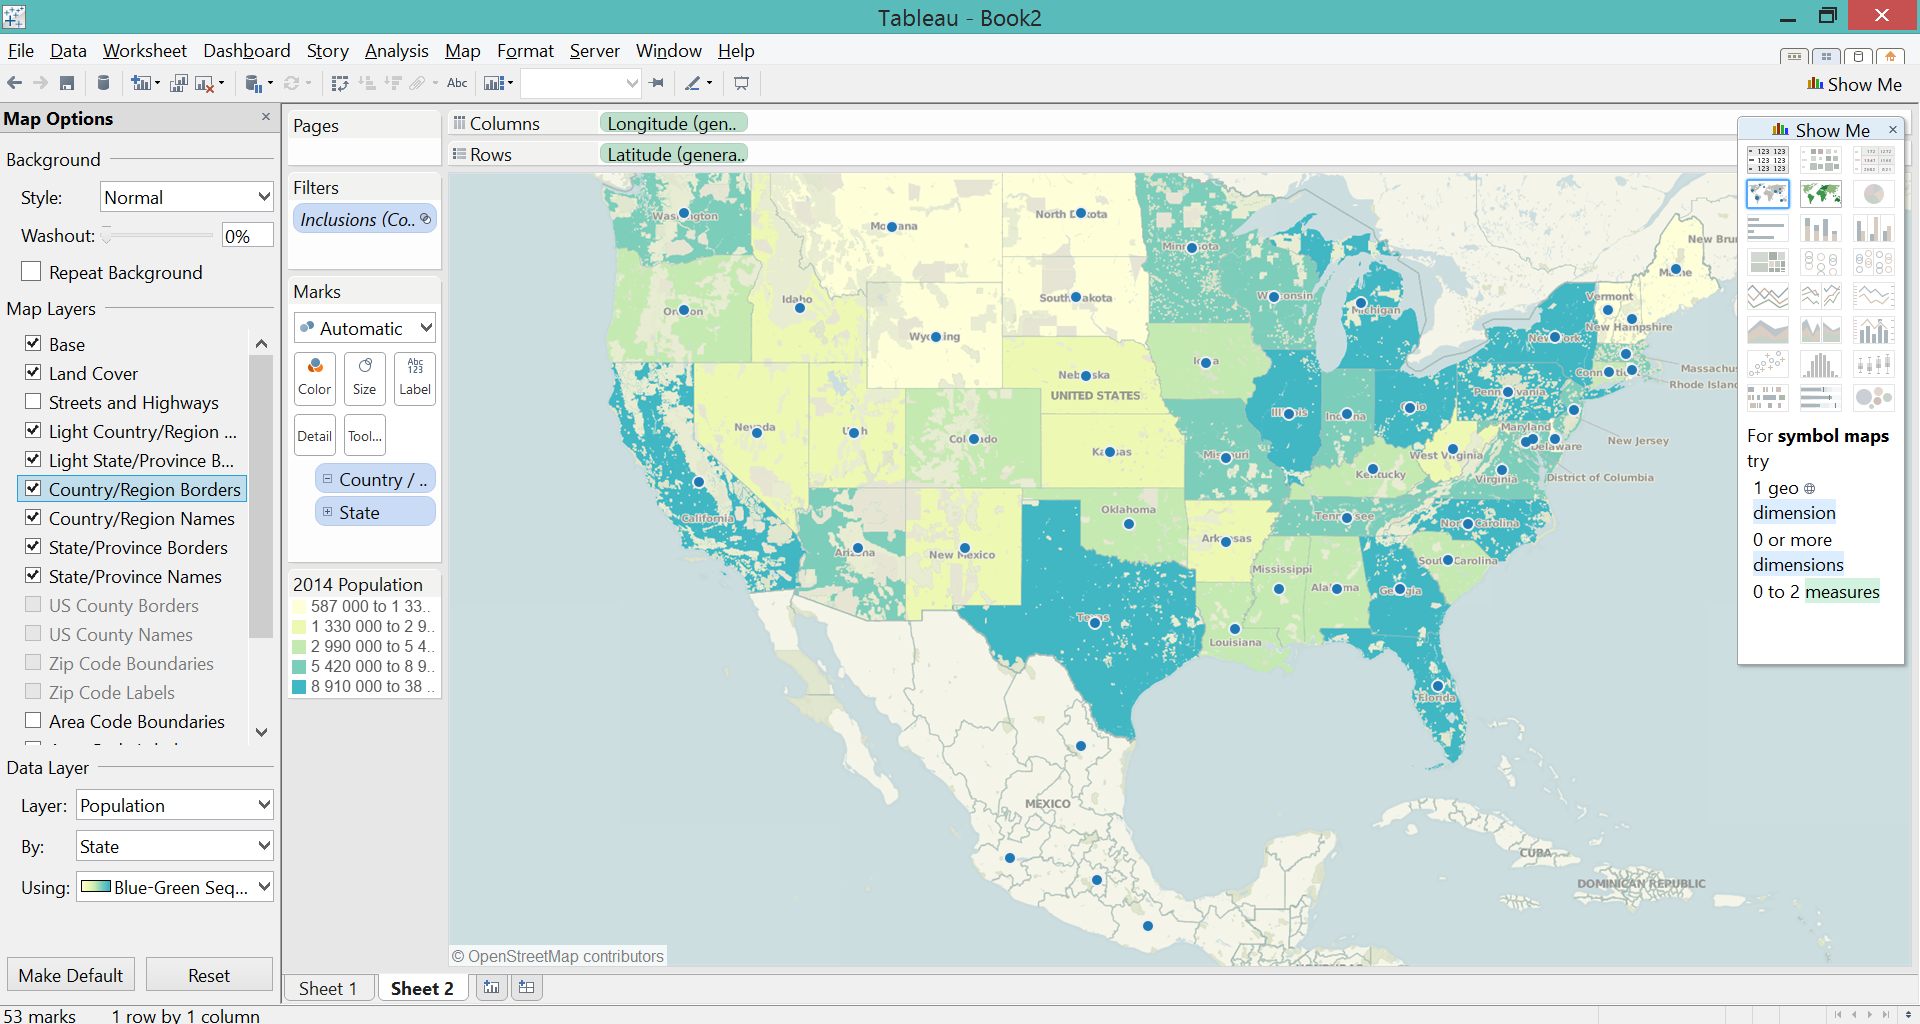 Tableau - Book2
File Data Worksheet Dashboard Story Analysis Map Format Server Window Help
Abc
Show Me
Map Options
Background
Style: Normal
Washout: 0%
Repeat Background
Map Layers
Base
Land Cover
Streets and Highways
Light Country/Region ...
Light State/Province B...
Country/Region Borders
Country/Region Names
State/Province Borders
State/Province Names
US County Borders
US County Names
Zip Code Boundaries
Zip Code Labels
Area Code Boundaries
Data Layer
Layer: Population
By: State
Using: Blue-Green Seq...
Make Default Reset
Pages
Filters
Inclusions (Co..
Marks
Automatic
Color Size Abc 123 Label
Detail Tool...
Country / ..
State
2014 Population
587 000 to 1 33..
1 330 000 to 2 9..
2 990 000 to 5 4..
5 420 000 to 8 9..
8 910 000 to 38 ..
Columns Longitude (gen..
Rows Latitude (genera..
Washington
Montana
North Dakota
Minnesota
New Brun
Maine
Oregon
Idaho
South Dakota
Wisconsin
Michigan
Vermont
New Hampshire
Wyoming
New York
Iowa
Massachus
Connecticut
Rhode Island
Nebraska
UNITED STATES
Pennsylvania
Illinois
Indiana
Ohio
Nevada
Utah
Colorado
Kansas
Missouri
Maryland
Delaware
New Jersey
West Virginia
Kentucky
Virginia
District of Columbia
California
Oklahoma
Tennessee
North Carolina
Arizona
New Mexico
Arkansas
South Carolina
Mississippi
Alabama
Georgia
Texas
Louisiana
Florida
MEXICO
CUBA
DOMINICAN REPUBLIC
© OpenStreetMap contributors
Show Me
For symbol maps
try
1 geo
dimension
0 or more
dimensions
0 to 2 measures
Sheet 1 Sheet 2
53 marks 1 row by 1 column